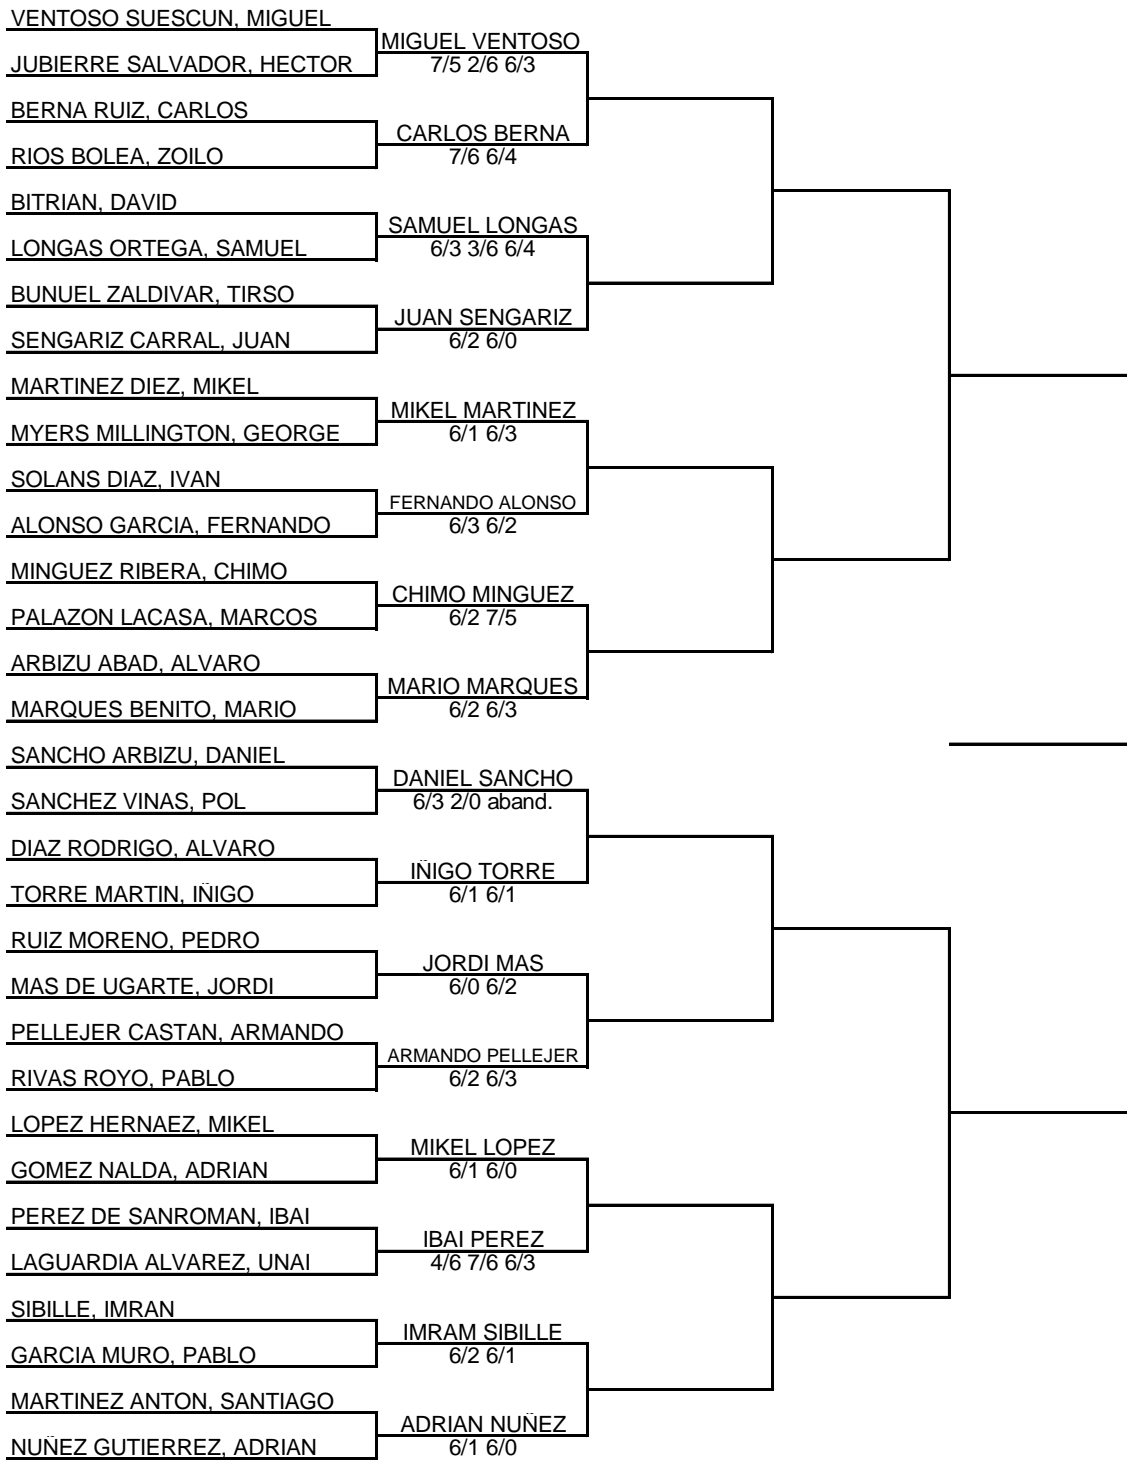 VENTOSO SUESCUN, MIGUEL
MIGUEL VENTOSO
JUBIERRE SALVADOR, HECTOR
7/5 2/6 6/3
BERNA RUIZ, CARLOS
CARLOS BERNA
RIOS BOLEA, ZOILO
7/6 6/4
BITRIAN, DAVID
SAMUEL LONGAS
LONGAS ORTEGA, SAMUEL
6/3 3/6 6/4
BUNUEL ZALDIVAR, TIRSO
JUAN SENGARIZ
SENGARIZ CARRAL, JUAN
6/2 6/0
MARTINEZ DIEZ, MIKEL
MIKEL MARTINEZ
MYERS MILLINGTON, GEORGE
6/1 6/3
SOLANS DIAZ, IVAN
FERNANDO ALONSO
ALONSO GARCIA, FERNANDO
6/3 6/2
MINGUEZ RIBERA, CHIMO
CHIMO MINGUEZ
PALAZON LACASA, MARCOS
6/2 7/5
ARBIZU ABAD, ALVARO
MARIO MARQUES
MARQUES BENITO, MARIO
6/2 6/3
SANCHO ARBIZU, DANIEL
DANIEL SANCHO
SANCHEZ VINAS, POL
6/3 2/0 aband.
DIAZ RODRIGO, ALVARO
IÑIGO TORRE
TORRE MARTIN, IÑIGO
6/1 6/1
RUIZ MORENO, PEDRO
JORDI MAS
MAS DE UGARTE, JORDI
6/0 6/2
PELLEJER CASTAN, ARMANDO
ARMANDO PELLEJER
RIVAS ROYO, PABLO
6/2 6/3
LOPEZ HERNAEZ, MIKEL
MIKEL LOPEZ
GOMEZ NALDA, ADRIAN
6/1 6/0
PEREZ DE SANROMAN, IBAI
IBAI PEREZ
LAGUARDIA ALVAREZ, UNAI
4/6 7/6 6/3
SIBILLE, IMRAN
IMRAM SIBILLE
GARCIA MURO, PABLO
6/2 6/1
MARTINEZ ANTON, SANTIAGO
ADRIAN NUÑEZ
NUÑEZ GUTIERREZ, ADRIAN
6/1 6/0